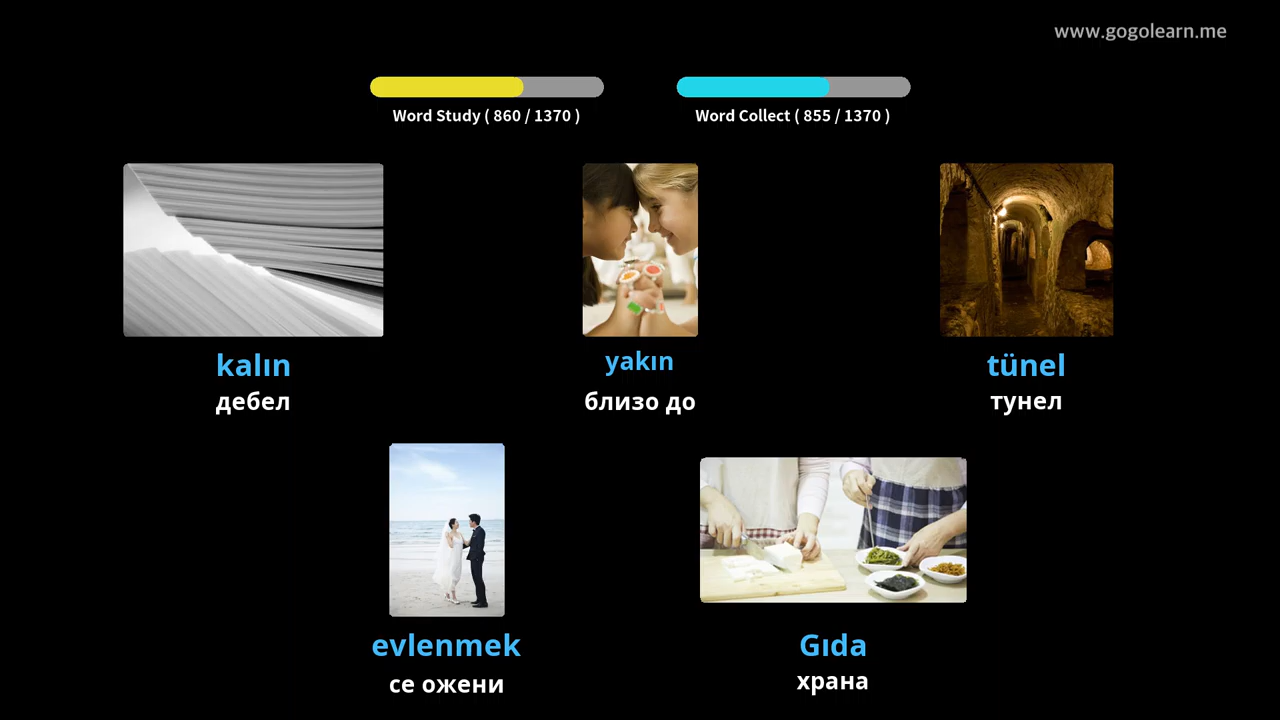 www.gogolearn.me
Word Study ( 860 / 1370 )
Word Collect ( 855 / 1370 )
kalın
дебел
yakın
близо до
tünel
тунел
evlenmek
се ожени
Gıda
храна